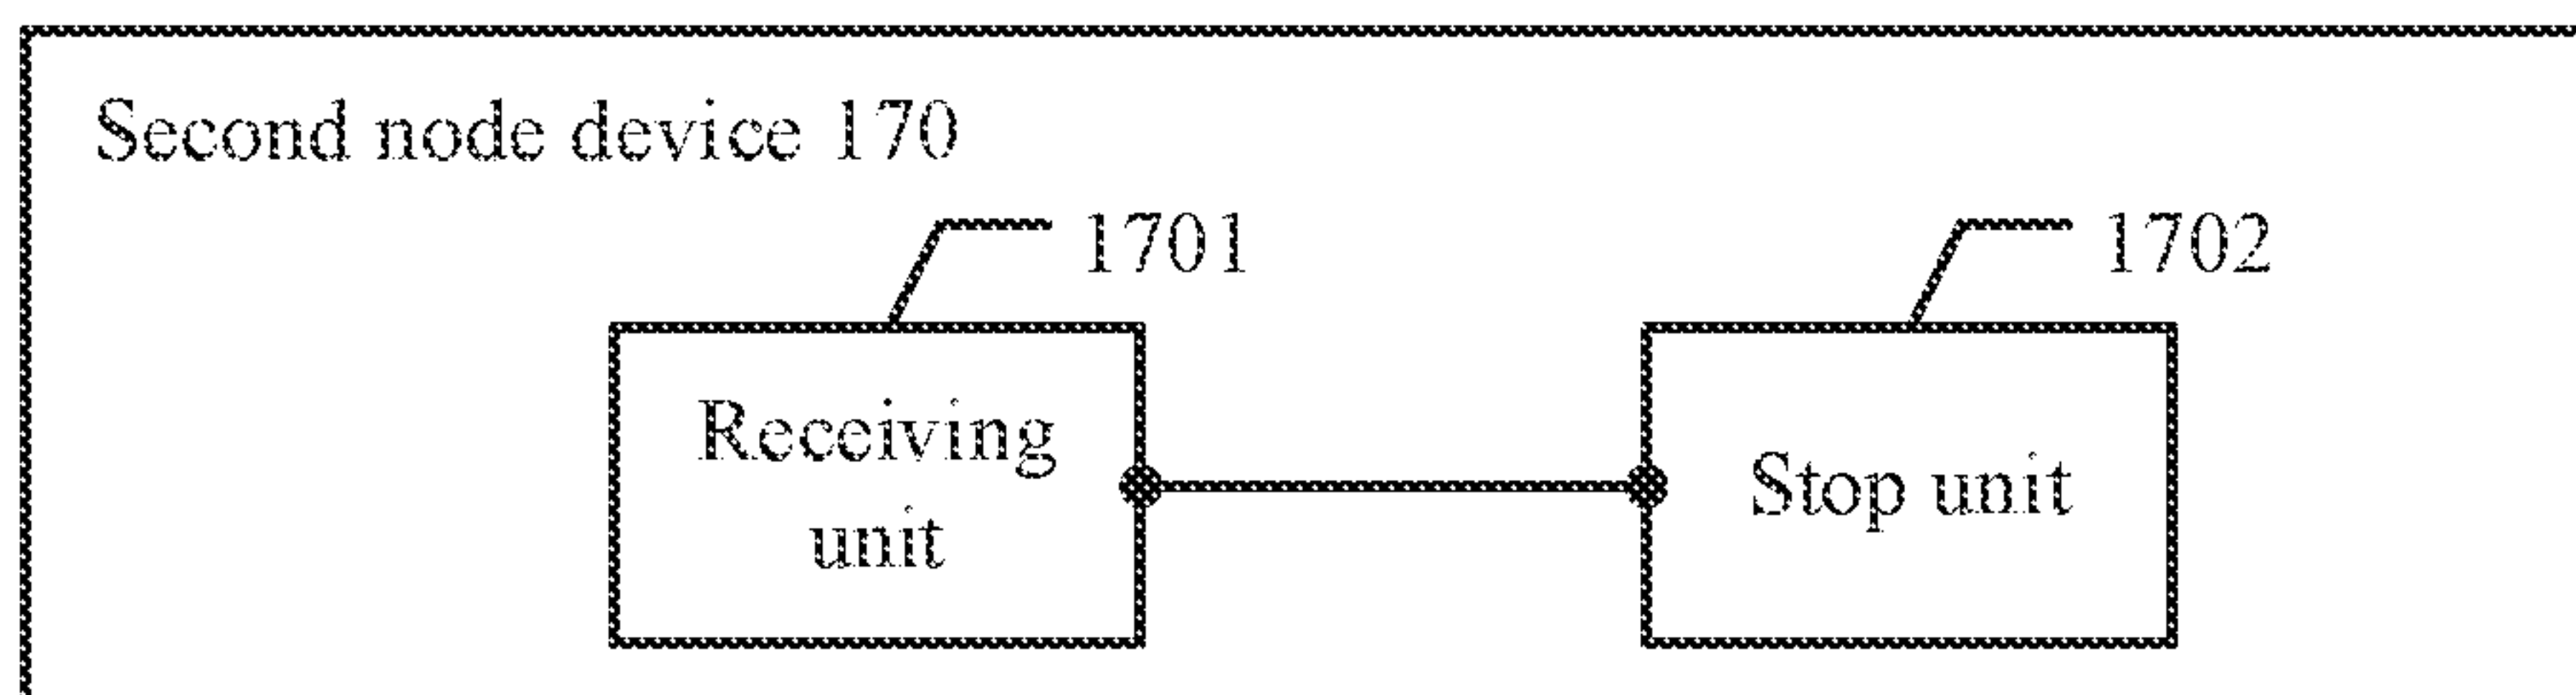 Second node device 170
1701
1702
Receiving
unit
Stop unit